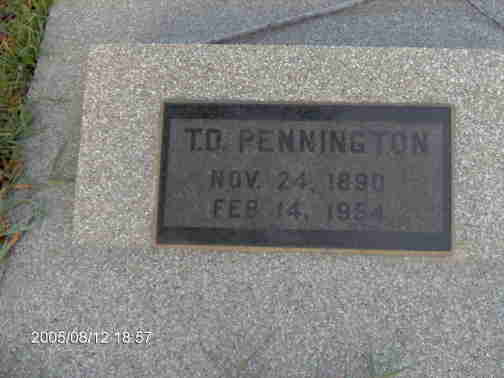 T.D. PENNINGTON
NOV. 24, 1890
FEB 14, 1954
2005/08/12 18:57